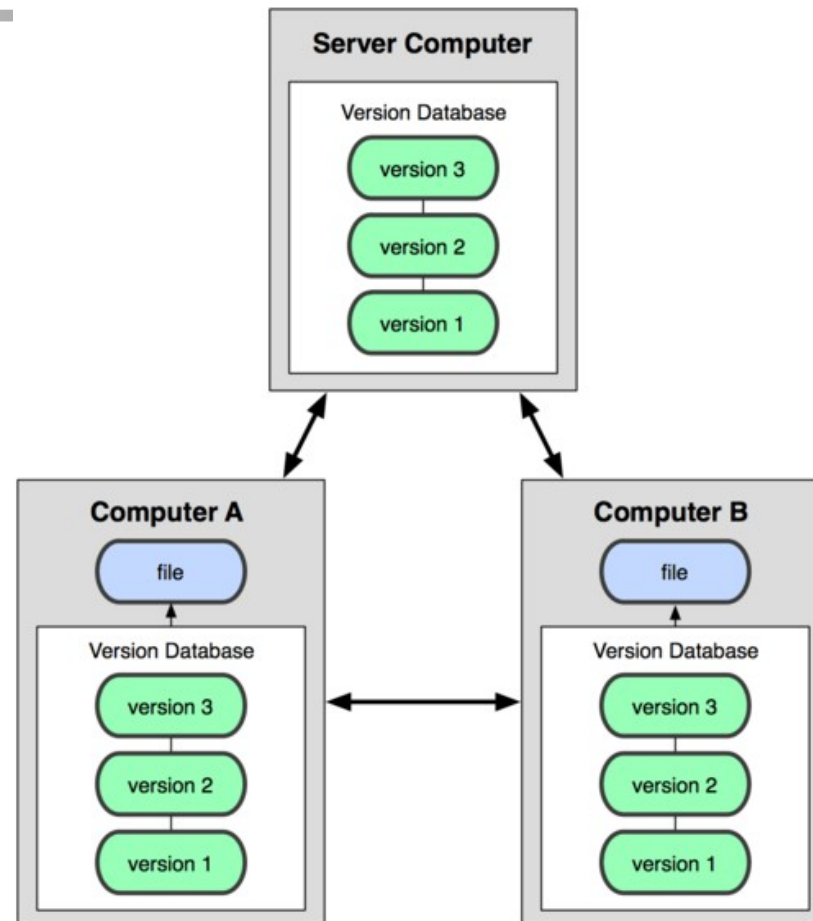 Server Computer
Version Database
version 3
version 2
version 1
Computer A
file
Version Database
version 3
version 2
version 1
Computer B
file
Version Database
version 3
version 2
version 1